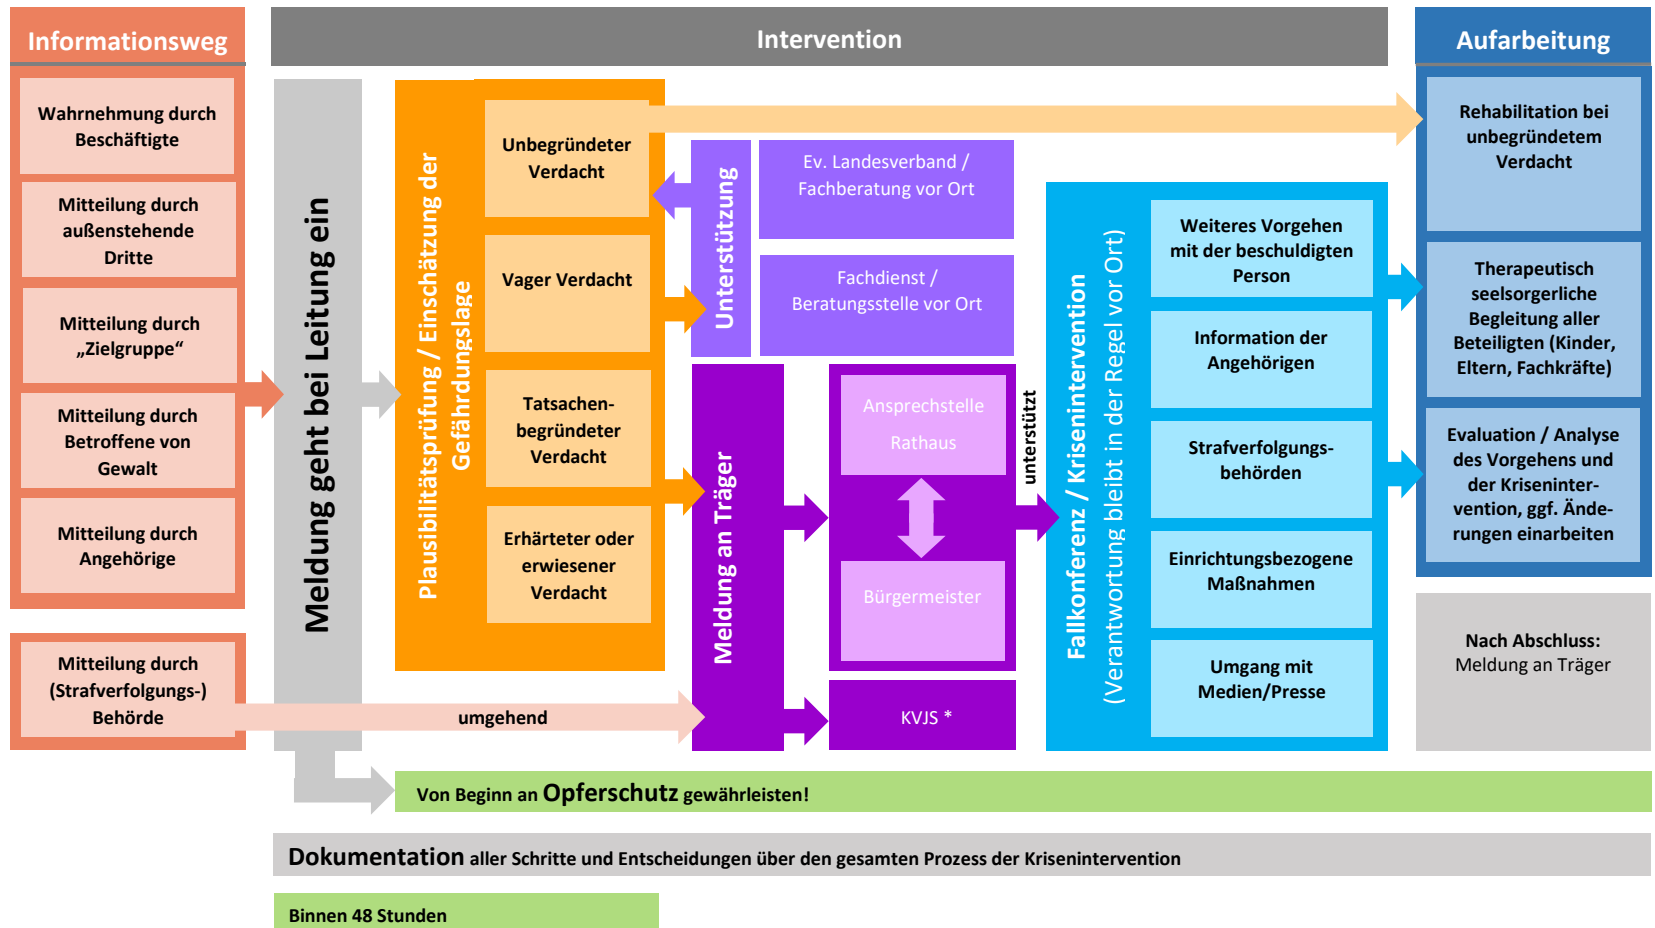 Informationsweg
Wahrnehmung durch
Beschäftigte
Mitteilung durch
außenstehende
Dritte
Mitteilung durch
„Zielgruppe“
Mitteilung durch
Betroffene von
Gewalt
Mitteilung durch
Angehörige
Mitteilung durch
(Strafverfolgungs-)
Behörde
Intervention
Meldung geht bei Leitung ein
Plausibilitätsprüfung / Einschätzung der
Gefährdungslage
Unbegründeter
Verdacht
Vager Verdacht
Tatsachen-
begründeter
Verdacht
Erhärteter oder
erwiesener
Verdacht
umgehend
Unterstützung
Ev. Landesverband /
Fachberatung vor Ort
Fachdienst /
Beratungsstelle vor Ort
Meldung an Träger
Ansprechstelle
Rathaus
Bürgermeister
KVJS *
unterstützt
Fallkonferenz / Krisenintervention
(Verantwortung bleibt in der Regel vor Ort)
Weiteres Vorgehen
mit der beschuldigten
Person
Information der
Angehörigen
Strafverfolgungs-
behörden
Einrichtungsbezogene
Maßnahmen
Umgang mit
Medien/Presse
Aufarbeitung
Rehabilitation bei
unbegründetem
Verdacht
Therapeutisch
seelsorgerliche
Begleitung aller
Beteiligten (Kinder,
Eltern, Fachkräfte)
Evaluation / Analyse
des Vorgehens und
der Kriseninter-
vention, ggf. Ände-
rungen einarbeiten
Nach Abschluss:
Meldung an Träger
Von Beginn an Opferschutz gewährleisten!
Dokumentation aller Schritte und Entscheidungen über den gesamten Prozess der Krisenintervention
Binnen 48 Stunden